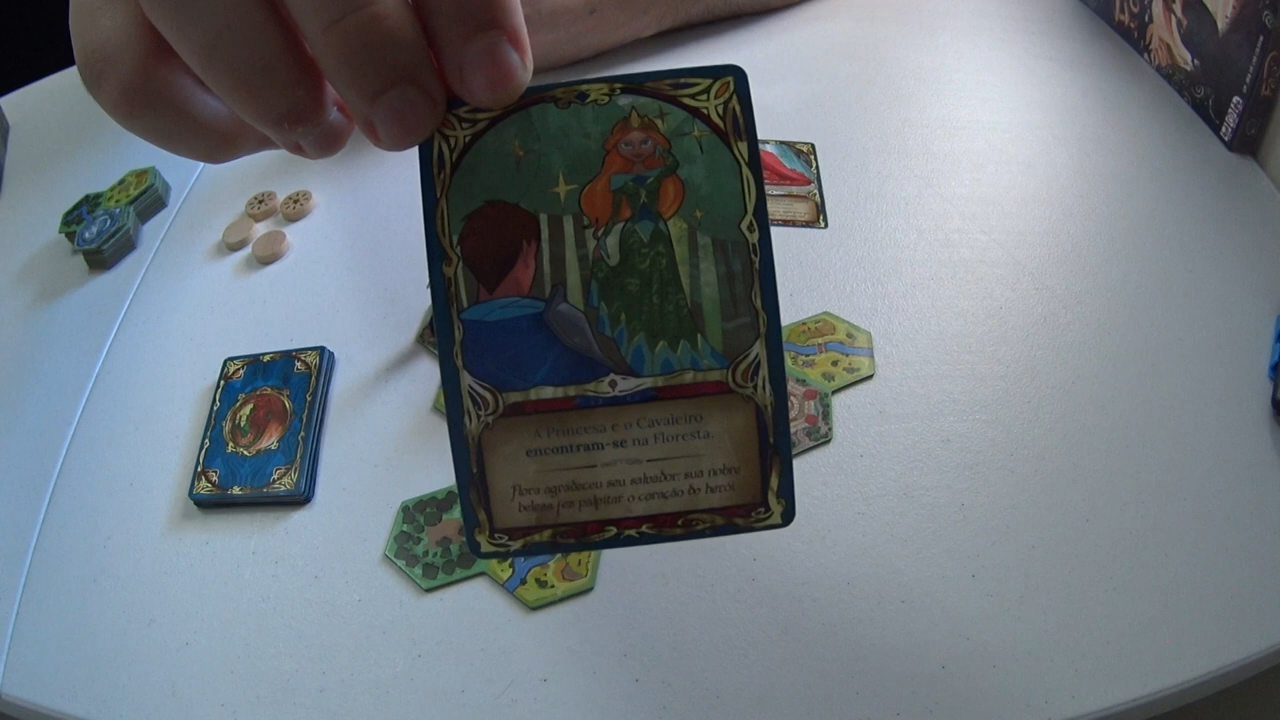 A Princesa e o Cavaleiro
encontram-se na Floresta.
Flora agradeceu seu salvador: sua nobre
beleza fez palpitar o coração do herói